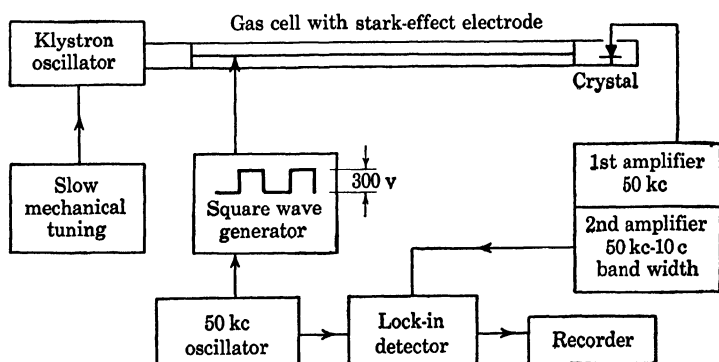 Gas cell with stark-effect electrode
Klystron
oscillator
Crystal
Slow
mechanical
tuning
300 v
Square wave
generator
1st amplifier
50 kc
2nd amplifier
50 kc-10 c
band width
50 kc
oscillator
Lock-in
detector
Recorder